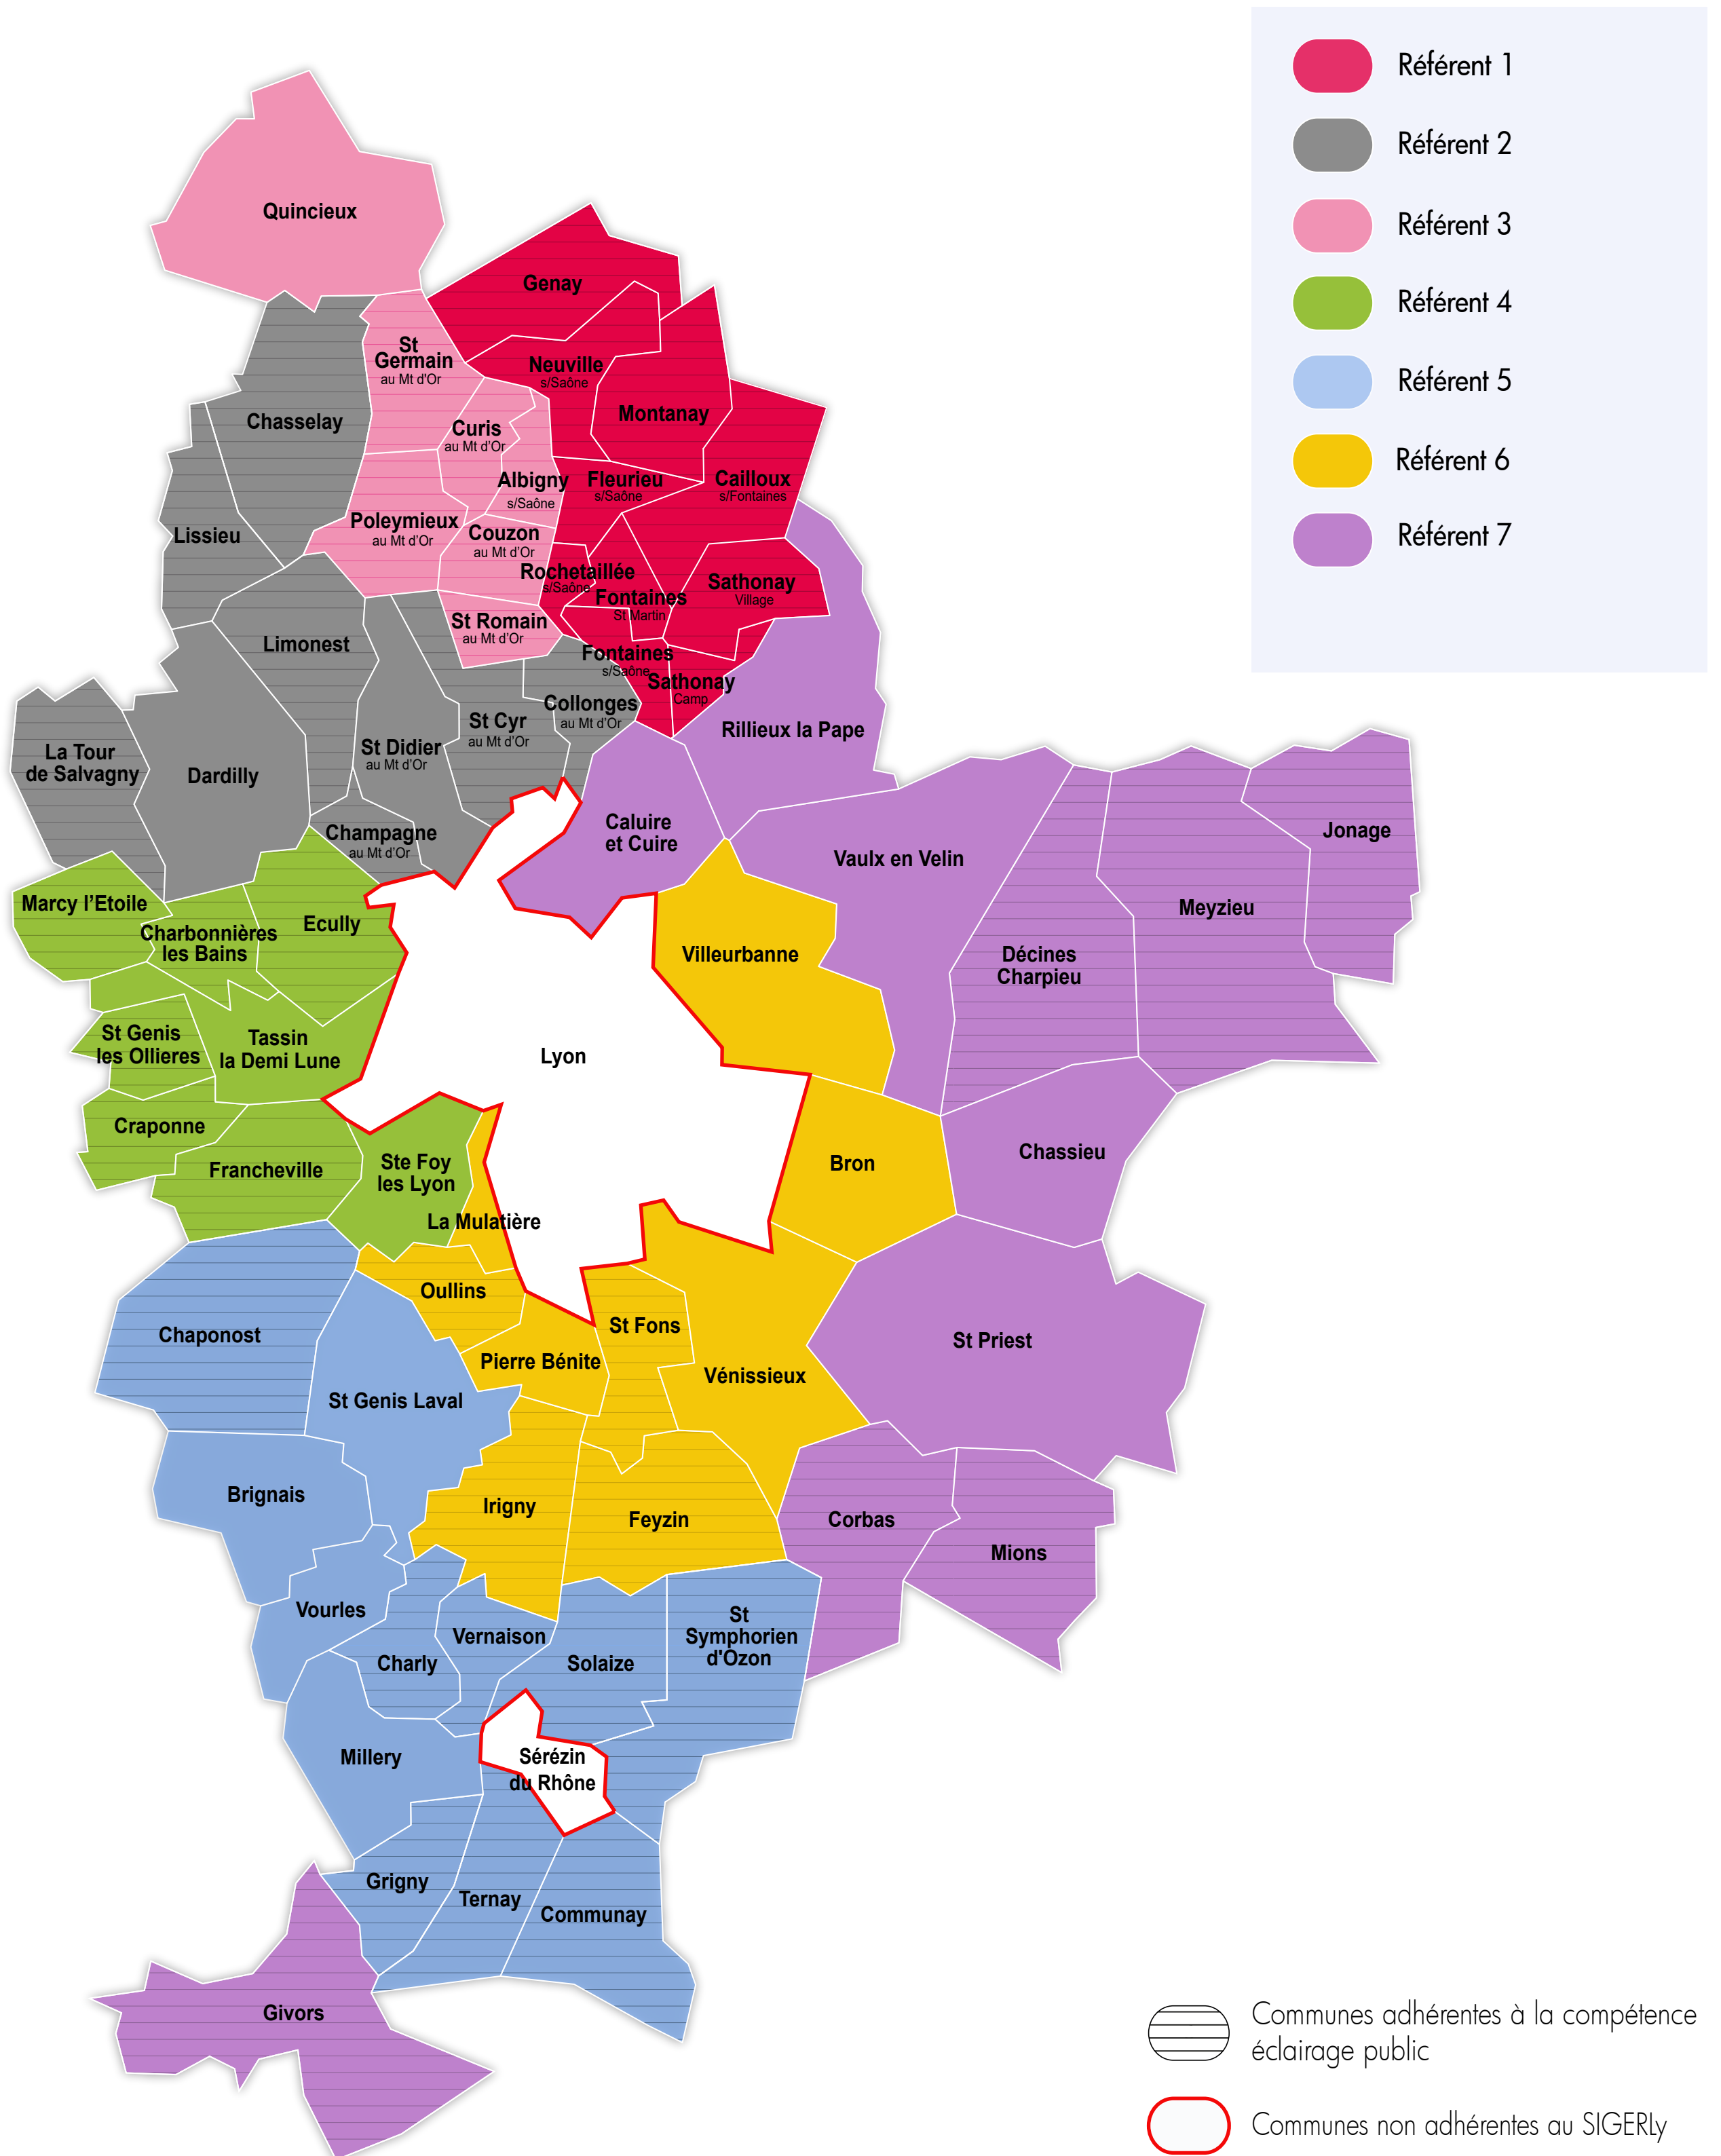 Référent 1
Référent 2
Référent 3
Référent 4
Référent 5
Référent 6
Référent 7
Quincieux
Genay
St
Germain
au Mt d'Or
Neuville
s/Saône
Montanay
Chasselay
Curis
au Mt d'Or
Albigny
s/Saône
Fleurieu
s/Saône
Cailloux
s/Fontaines
Lissieu
Poleymieux
au Mt d'Or
Couzon
au Mt d'Or
Rochetaillée
s/Saône
Fontaines
St Martin
Sathonay
Village
Limonest
St Romain
au Mt d'Or
Fontaines
s/Saône
Sathonay
Camp
Collonges
au Mt d'Or
St Cyr
au Mt d'Or
Rillieux la Pape
La Tour
de Salvagny
Dardilly
St Didier
au Mt d'Or
Champagne
au Mt d'Or
Caluire
et Cuire
Vaulx en Velin
Jonage
Marcy l'Etoile
Charbonnières
les Bains
Ecully
Villeurbanne
Décines
Charpieu
Meyzieu
St Genis
les Ollieres
Tassin
la Demi Lune
Lyon
Craponne
Francheville
Ste Foy
les Lyon
Bron
Chassieu
La Mulatière
Oullins
Chaponost
St Fons
St Priest
Pierre Bénite
Vénissieux
St Genis Laval
Brignais
Irigny
Feyzin
Corbas
Mions
Vourles
Vernaison
Charly
Solaize
St
Symphorien
d'Ozon
Millery
Sérézin
du Rhône
Grigny
Ternay
Communay
Givors
Communes adhérentes à la compétence
éclairage public
Communes non adhérentes au SIGERLy